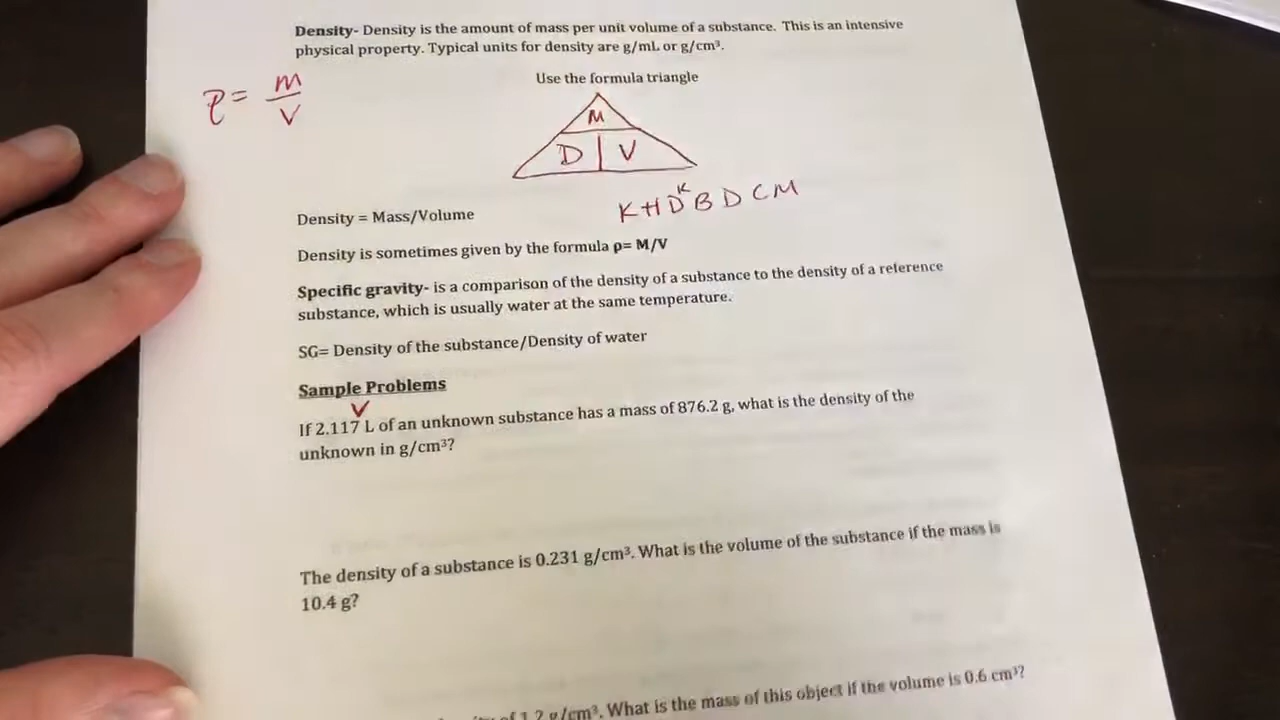 Density- Density is the amount of mass per unit volume of a substance. This is an intensive
physical property. Typical units for density are g/mL or g/cm³.
Use the formula triangle
ρ= m/V
M
D | V
KHDᴷBDCM
Density = Mass/Volume
Density is sometimes given by the formula ρ= M/V
Specific gravity- is a comparison of the density of a substance to the density of a reference
substance, which is usually water at the same temperature.
SG= Density of the substance/Density of water
Sample Problems
V
If 2.117 L of an unknown substance has a mass of 876.2 g, what is the density of the
unknown in g/cm³?
The density of a substance is 0.231 g/cm³. What is the volume of the substance if the mass is
10.4 g?
of 1.2 g/cm³. What is the mass of this object if the volume is 0.6 cm³?